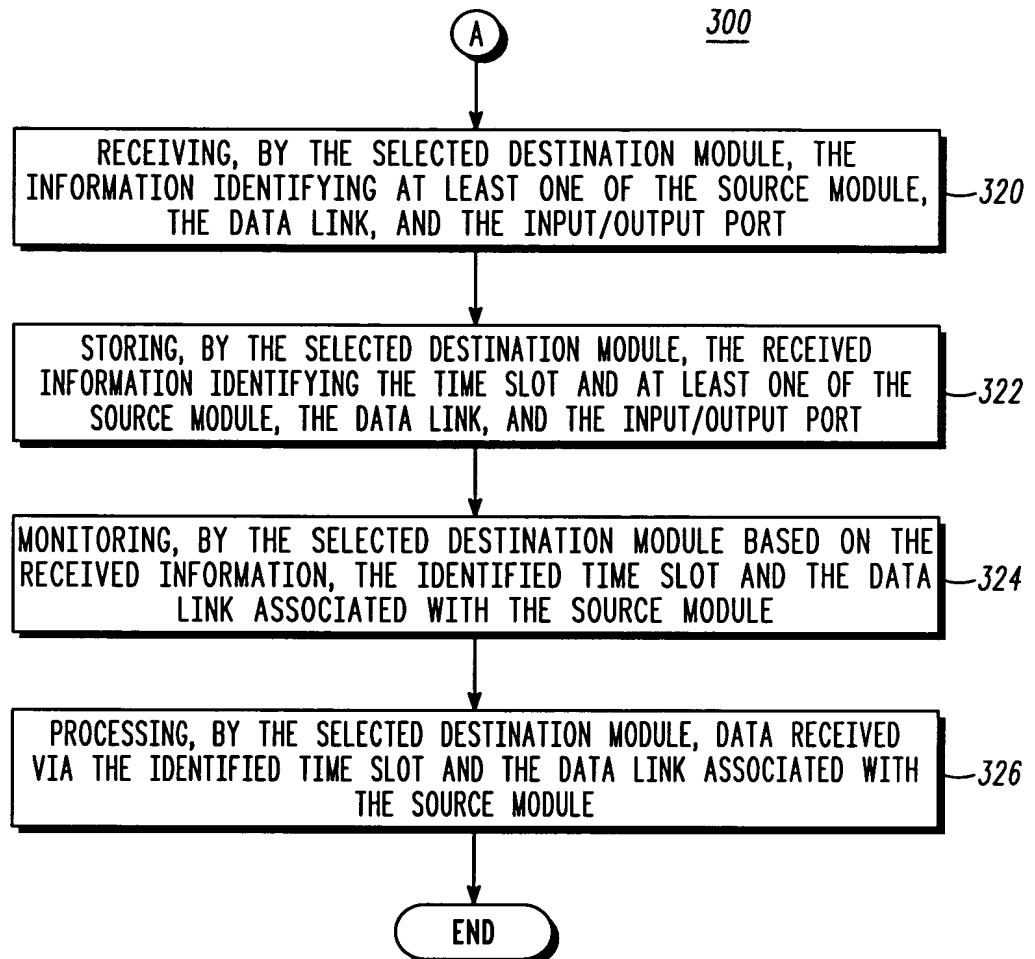 A
300
RECEIVING, BY THE SELECTED DESTINATION MODULE, THE
INFORMATION IDENTIFYING AT LEAST ONE OF THE SOURCE MODULE,
THE DATA LINK, AND THE INPUT/OUTPUT PORT
320
STORING, BY THE SELECTED DESTINATION MODULE, THE RECEIVED
INFORMATION IDENTIFYING THE TIME SLOT AND AT LEAST ONE OF THE
SOURCE MODULE, THE DATA LINK, AND THE INPUT/OUTPUT PORT
322
MONITORING, BY THE SELECTED DESTINATION MODULE BASED ON THE
RECEIVED INFORMATION, THE IDENTIFIED TIME SLOT AND THE DATA
LINK ASSOCIATED WITH THE SOURCE MODULE
324
PROCESSING, BY THE SELECTED DESTINATION MODULE, DATA RECEIVED
VIA THE IDENTIFIED TIME SLOT AND THE DATA LINK ASSOCIATED WITH
THE SOURCE MODULE
326
END